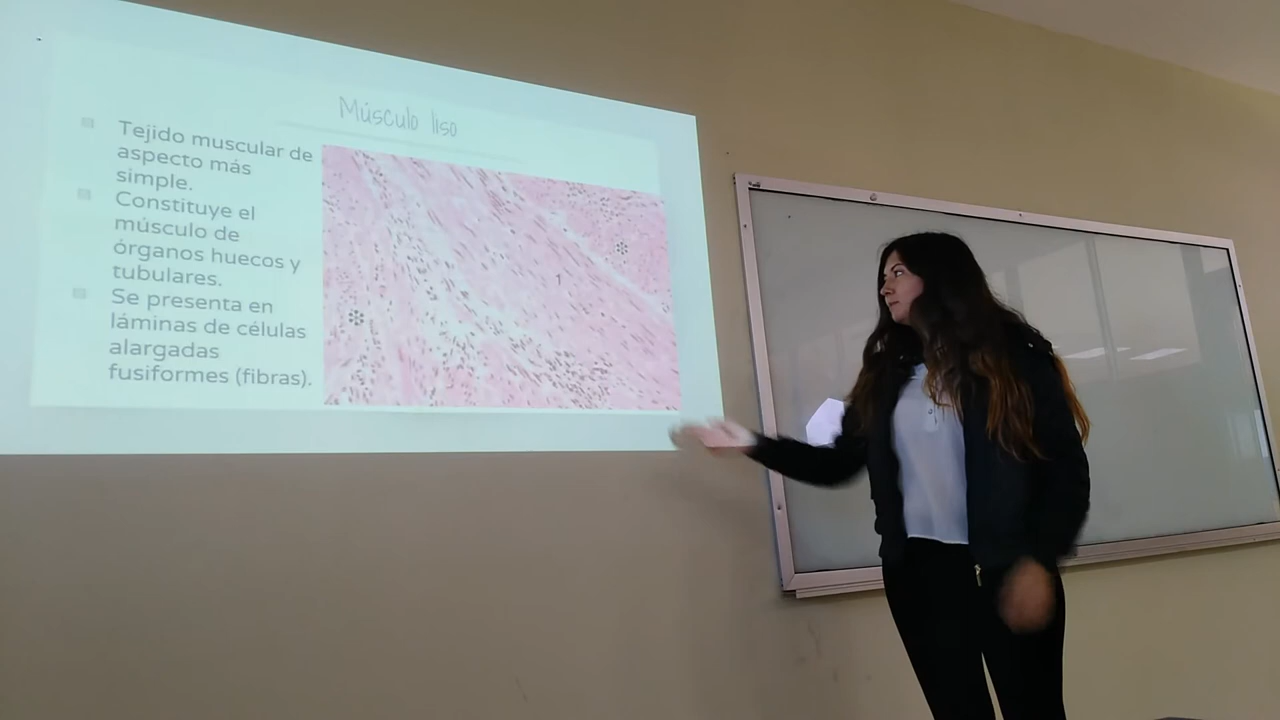 Músculo liso
Tejido muscular de
aspecto más
simple.
Constituye el
músculo de
órganos huecos y
tubulares.
Se presenta en
láminas de células
alargadas
fusiformes (fibras).